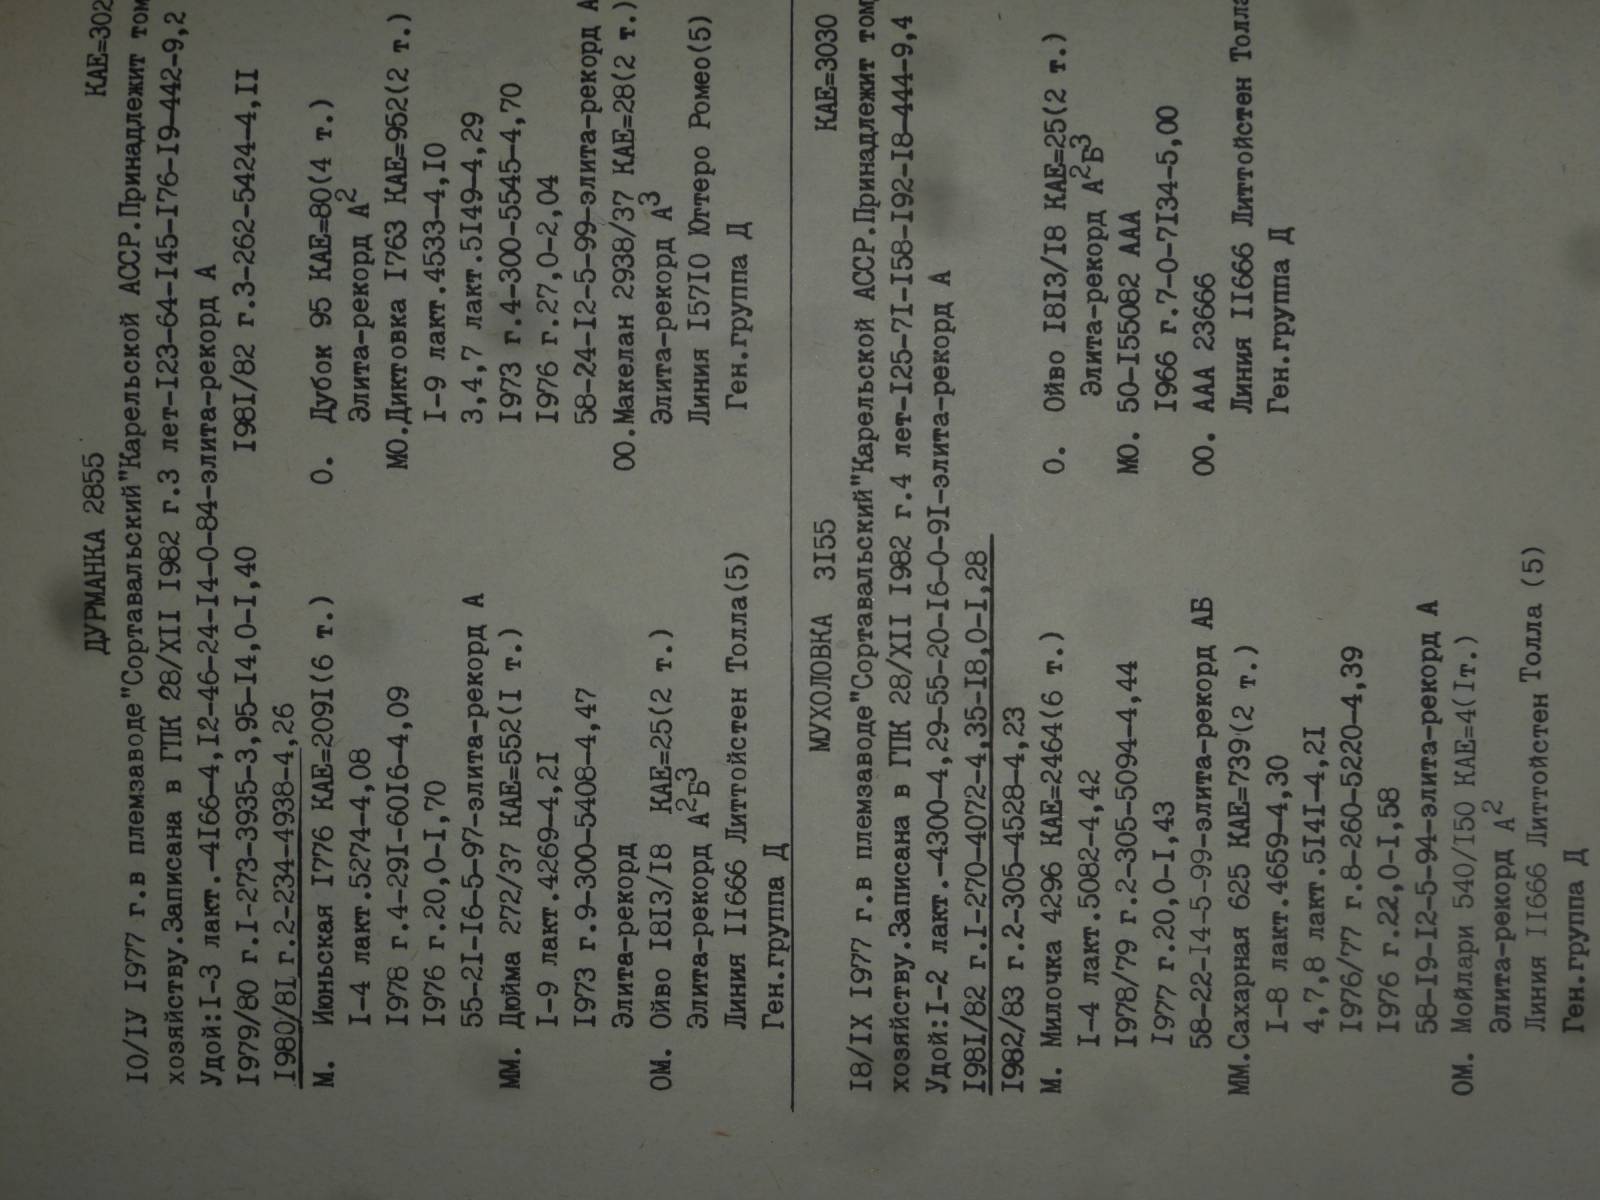 ДУРМАНКА 2855 КАЕ=302
IO/IУ I977 г.в племзаводе"Сортавальский"Карельской АССР.Принадлежит том
хозяйству.Записана в ГПК 28/XII I982 г.3 лет-I23-64-I45-I76-I9-442-9,2
Удой:I-3 лакт.-4I66-4,I2-46-24-I4-0-84-элита-рекорд А
I979/80 г.I-273-3935-3,95-I4,0-I,40 I98I/82 г.3-262-5424-4,II
I980/8I г.2-234-4938-4,26
М. Июньская I776 КАЕ=209I(6 т.)
I-4 лакт.5274-4,08
I978 г.4-29I-60I6-4,09
I976 г.20,0-I,70
55-2I-I6-5-97-элита-рекорд А
ММ. Дюйма 272/37 КАЕ=552(I т.)
I-9 лакт.4269-4,2I
I973 г.9-300-5408-4,47
Элита-рекорд
ОМ. Ойво I8I3/I8 КАЕ=25(2 т.)
Элита-рекорд А²Б³
Линия II666 Литтойстен Толла(5)
Ген.группа Д
О. Дубок 95 КАЕ=80(4 т.)
Элита-рекорд А²
МО.Диктовка I763 КАЕ=952(2 т.)
I-9 лакт.4533-4,IO
3,4,7 лакт.5I49-4,29
I973 г.4-300-5545-4,70
I976 г.27,0-2,04
58-24-I2-5-99-элита-рекорд А
ОО.Макелан 2938/37 КАЕ=28(2 т.)
Элита-рекорд А³
Линия I57IO Юттеро Ромео(5)
Ген.группа Д
МУХОЛОВКА 3I55 КАЕ=3030
I8/IX I977 г.в племзаводе"Сортавальский"Карельской АССР.Принадлежит том
хозяйству.Записана в ГПК 28/XII I982 г.4 лет-I25-7I-I58-I92-I8-444-9,4
Удой:I-2 лакт.-4300-4,29-55-20-I6-0-9I-элита-рекорд А
I98I/82 г.I-270-4072-4,35-I8,0-I,28
I982/83 г.2-305-4528-4,23
М. Милочка 4296 КАЕ=2464(6 т.)
I-4 лакт.5082-4,42
I978/79 г.2-305-5094-4,44
I977 г.20,0-I,43
58-22-I4-5-99-элита-рекорд АБ
ММ.Сахарная 625 КАЕ=739(2 т.)
I-8 лакт.4659-4,30
4,7,8 лакт.5I4I-4,2I
I976/77 г.8-260-5220-4,39
I976 г.22,0-I,58
58-I9-I2-5-94-элита-рекорд А
ОМ. Мойлари 540/I50 КАЕ=4(Iт.)
Элита-рекорд А²
Линия II666 Литтойстен Толла (5)
Ген.группа Д
О. Ойво I8I3/I8 КАЕ=25(2 т.)
Элита-рекорд А²Б³
МО. 50-I55082 ААА
I966 г.7-0-7I34-5,00
ОО. ААА 23666
Линия II666 Литтойстен Толла
Ген.группа Д